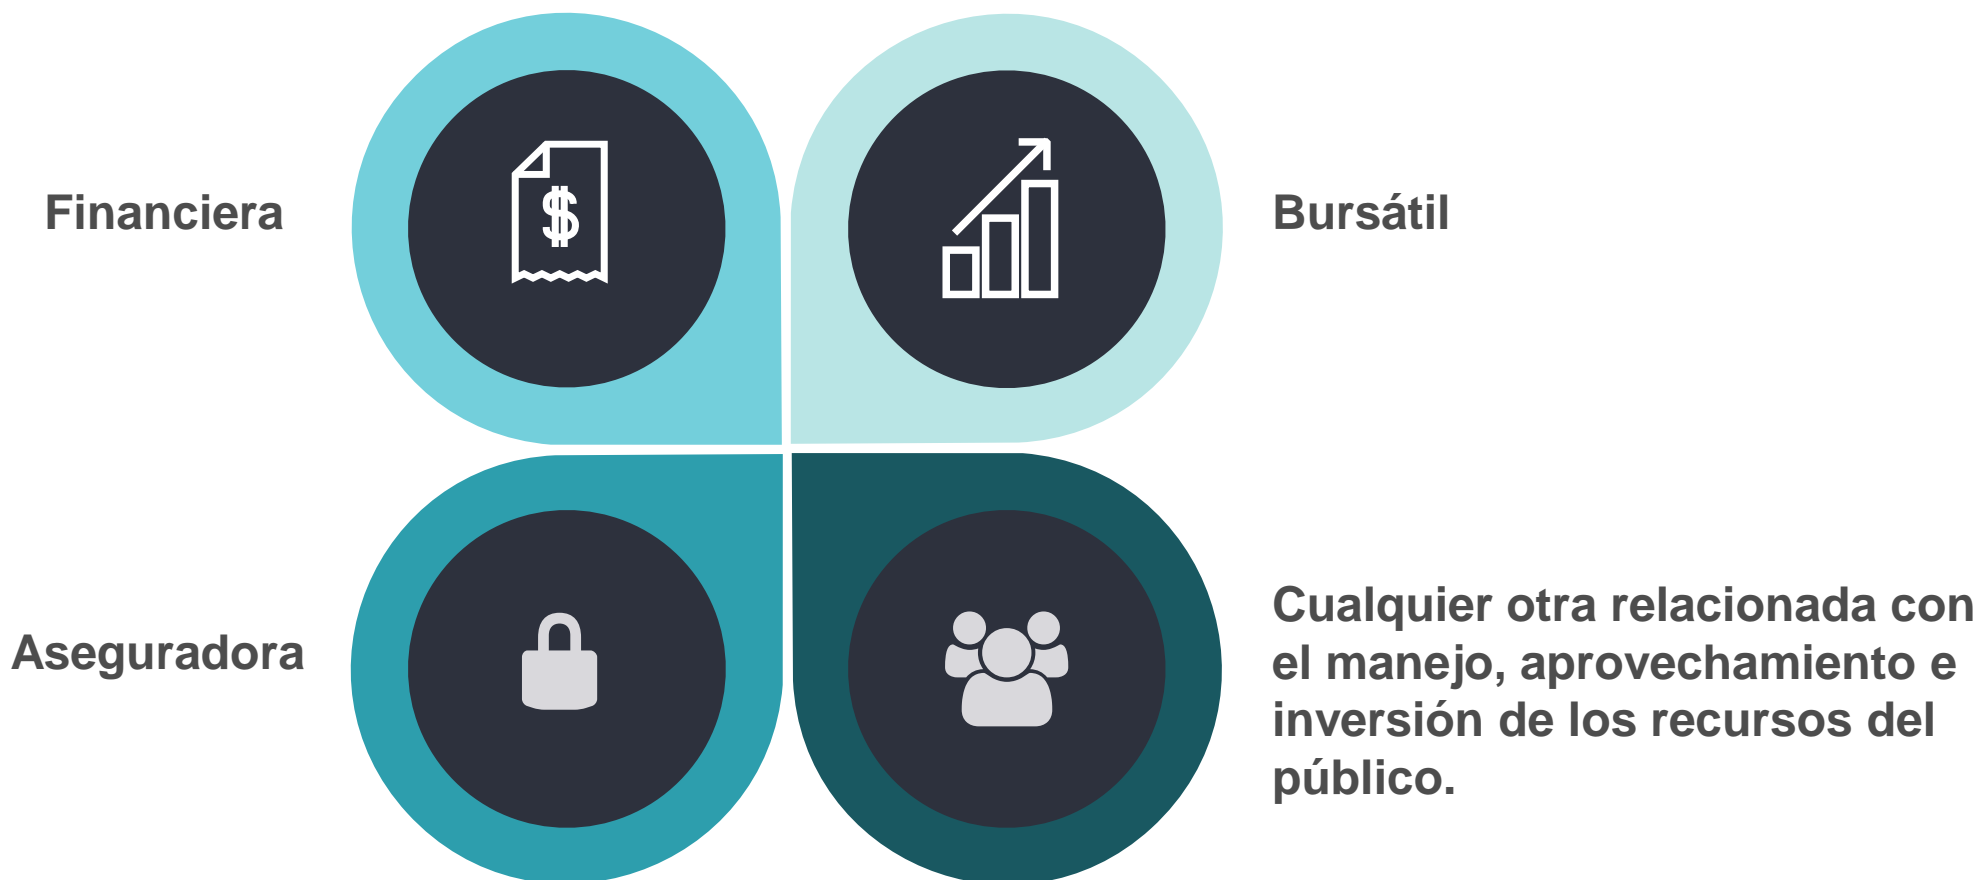 Financiera
Bursátil
$
Aseguradora
Cualquier otra relacionada con
el manejo, aprovechamiento e
inversión de los recursos del
público.